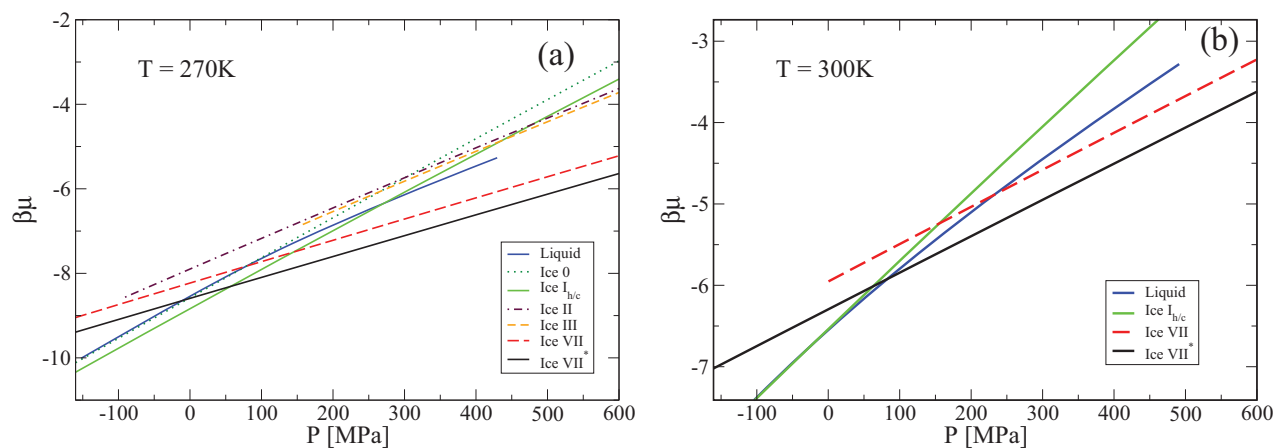 (a)
T = 270K
βμ
-2
-4
-6
-8
-10
Liquid
Ice 0
Ice I_{h/c}
Ice II
Ice III
Ice VII
Ice VII^*
-100 0 100 200 300 400 500 600
P [MPa]
(b)
T = 300K
βμ
-3
-4
-5
-6
-7
Liquid
Ice I_{h/c}
Ice VII
Ice VII^*
-100 0 100 200 300 400 500 600
P [MPa]